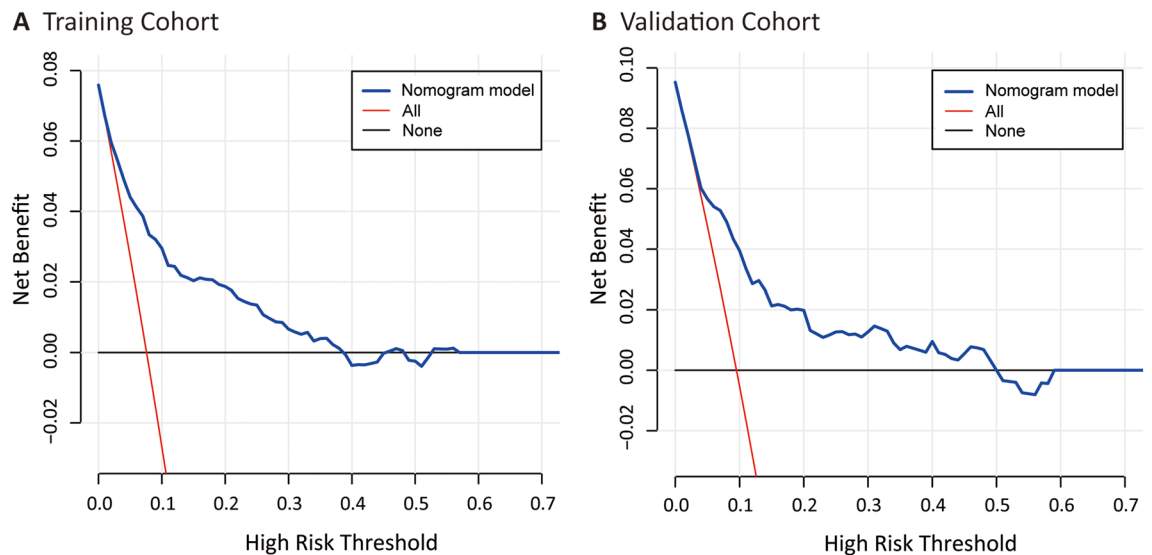 A Training Cohort
Nomogram model
All
None
Net Benefit
0.08
0.06
0.04
0.02
0.00
−0.02
0.0 0.1 0.2 0.3 0.4 0.5 0.6 0.7
High Risk Threshold
B Validation Cohort
Nomogram model
All
None
Net Benefit
0.10
0.08
0.06
0.04
0.02
0.00
−0.02
0.0 0.1 0.2 0.3 0.4 0.5 0.6 0.7
High Risk Threshold